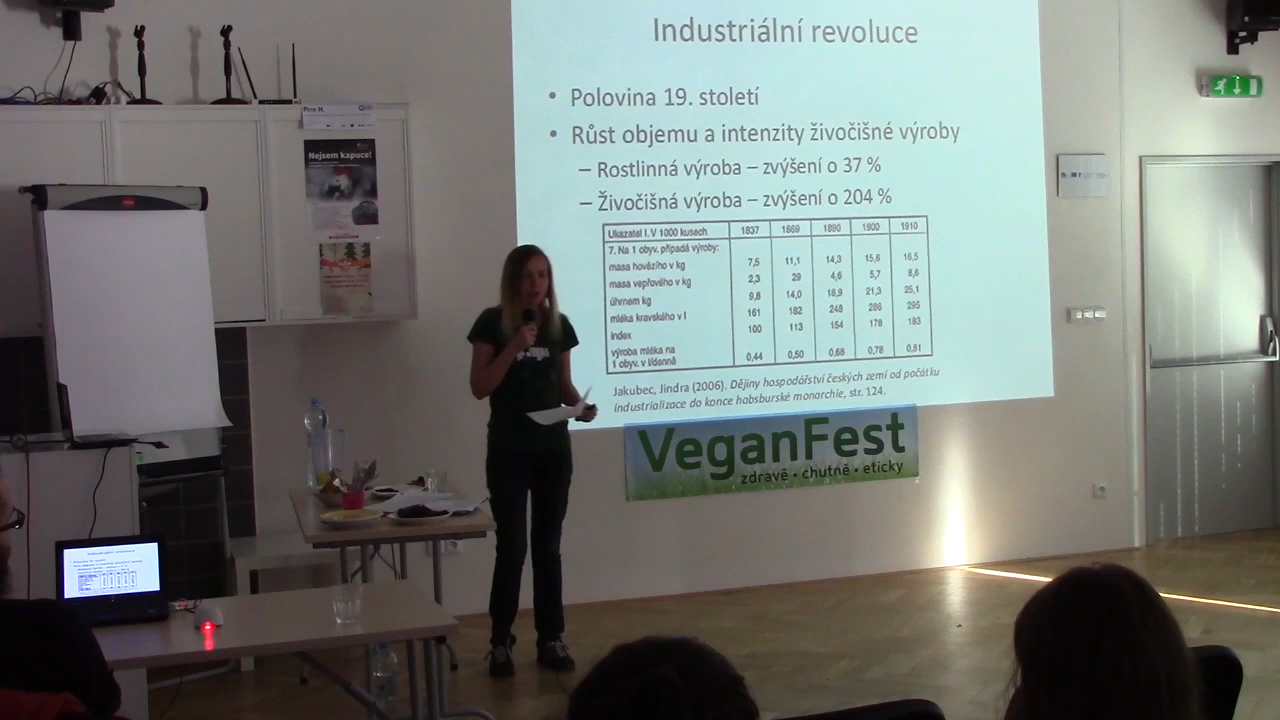 Industriální revoluce
• Polovina 19. století
• Růst objemu a intenzity živočišné výroby
– Rostlinná výroba – zvýšení o 37 %
– Živočišná výroba – zvýšení o 204 %
Ukazatel I. V 1000 kusech 1837 1869 1890 1900 1910
7. Na 1 obyv. připadá výroby:
masa hovězího v kg 7,5 11,1 14,3 15,6 16,5
masa vepřového v kg 2,3 29 4,6 5,7 8,6
úhrnem kg 9,8 14,0 18,9 21,3 25,1
mléka kravského v l 161 182 248 286 295
index 100 113 154 178 183
výroba mléka na
1 obyv. v l/denně 0,44 0,50 0,68 0,78 0,81
Jakubec, Jindra (2006). Dějiny hospodářství českých zemí od počátku
industrializace do konce habsburské monarchie, str. 124.
VeganFest
zdravě • chutně • eticky
Petr H.
Nejsem kapuce!
Industriální revoluce